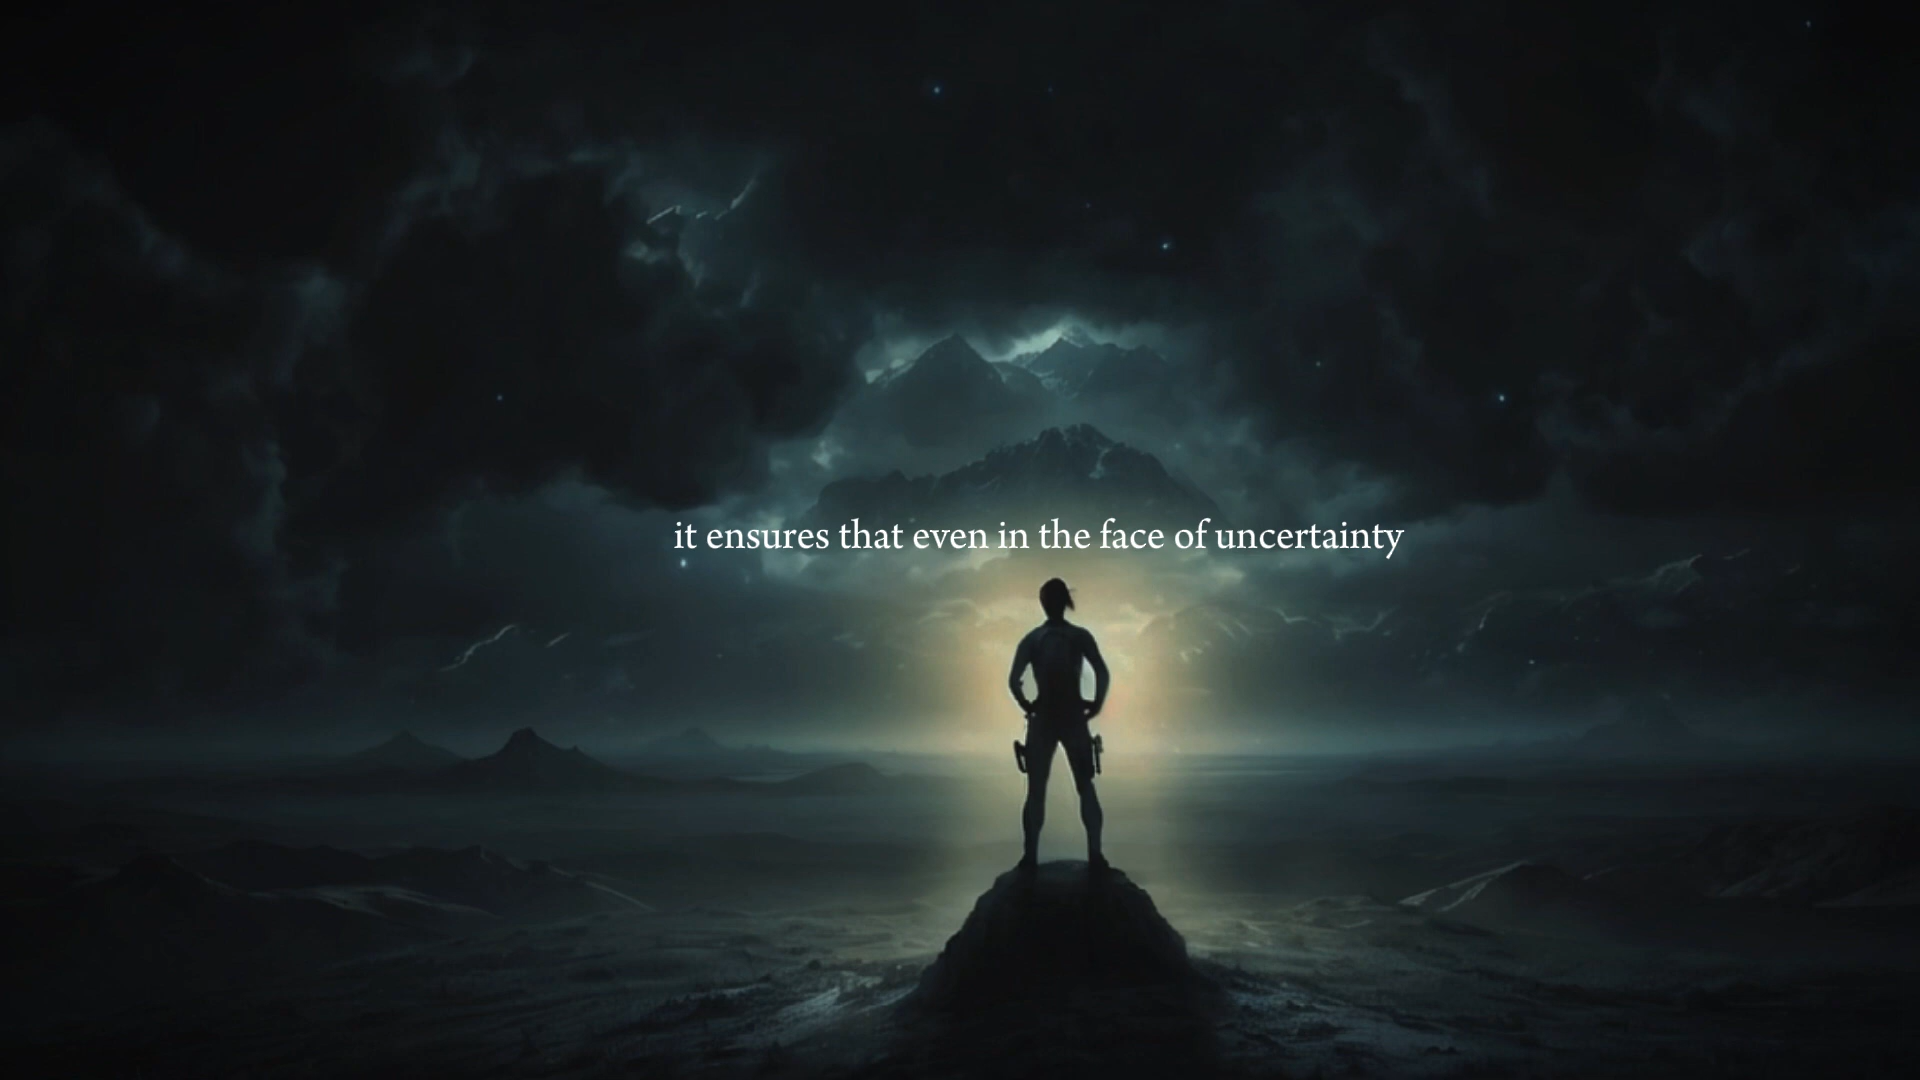 it ensures that even in the face of uncertainty